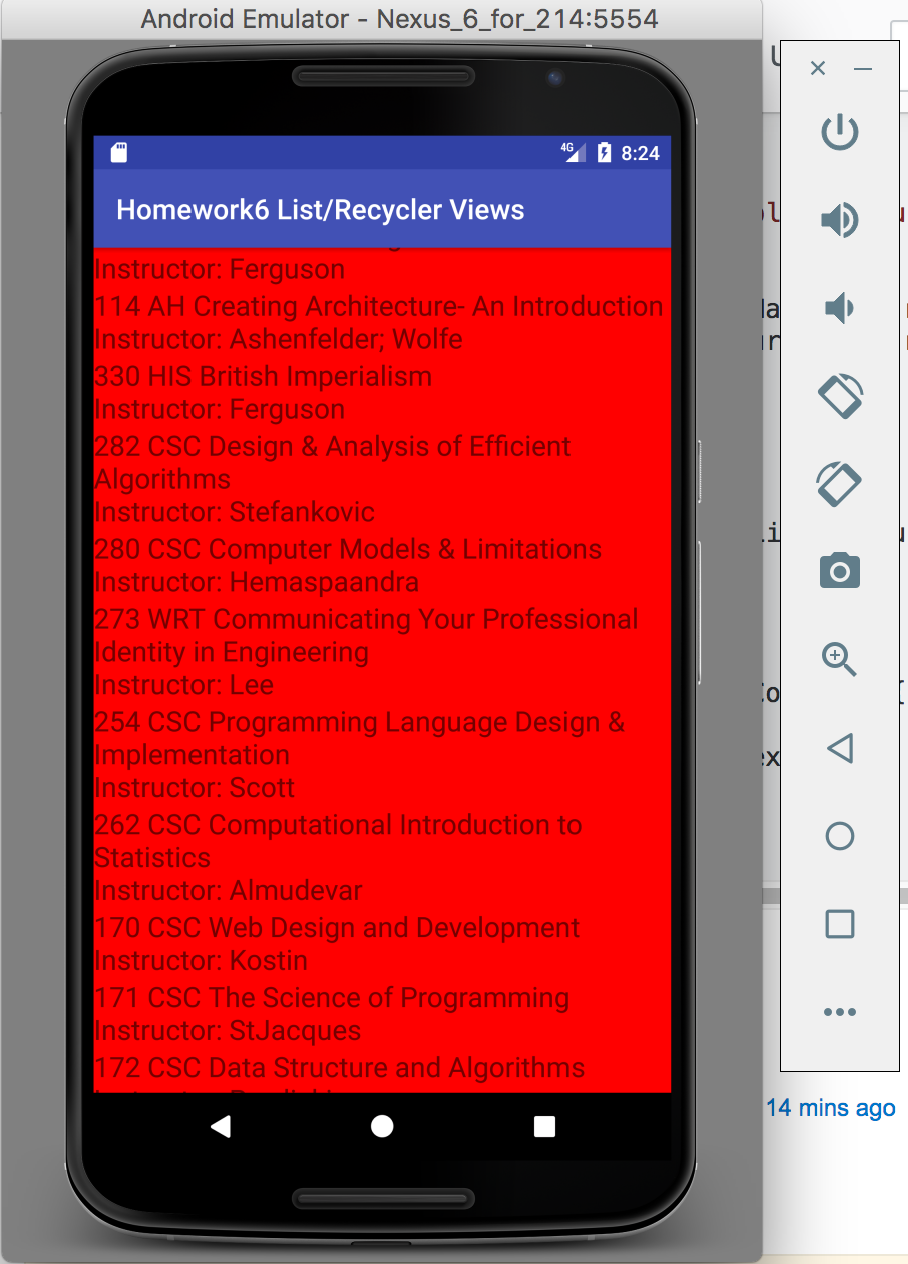 Android Emulator - Nexus_6_for_214:5554
4G 8:24
Homework6 List/Recycler Views
Instructor: Ferguson
114 AH Creating Architecture- An Introduction
Instructor: Ashenfelder; Wolfe
330 HIS British Imperialism
Instructor: Ferguson
282 CSC Design & Analysis of Efficient
Algorithms
Instructor: Stefankovic
280 CSC Computer Models & Limitations
Instructor: Hemaspaandra
273 WRT Communicating Your Professional
Identity in Engineering
Instructor: Lee
254 CSC Programming Language Design &
Implementation
Instructor: Scott
262 CSC Computational Introduction to
Statistics
Instructor: Almudevar
170 CSC Web Design and Development
Instructor: Kostin
171 CSC The Science of Programming
Instructor: StJacques
172 CSC Data Structure and Algorithms
14 mins ago